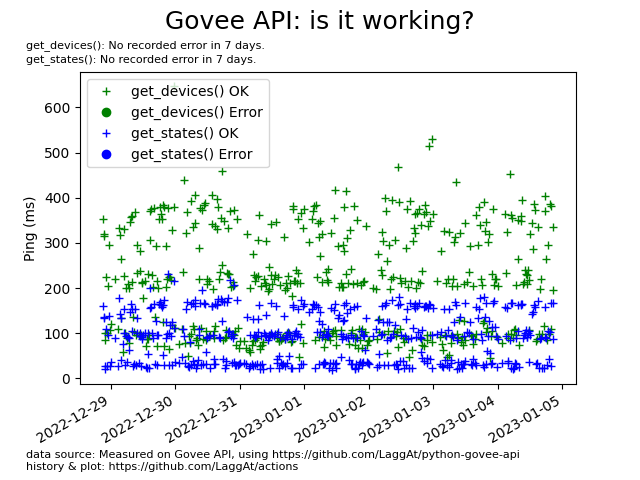 Govee API: is it working?
get_devices(): No recorded error in 7 days.
get_states(): No recorded error in 7 days.
get_devices() OK
get_devices() Error
get_states() OK
get_states() Error
Ping (ms)
600
500
400
300
200
100
0
2022-12-29
2022-12-30
2022-12-31
2023-01-01
2023-01-02
2023-01-03
2023-01-04
2023-01-05
data source: Measured on Govee API, using https://github.com/LaggAt/python-govee-api
history & plot: https://github.com/LaggAt/actions